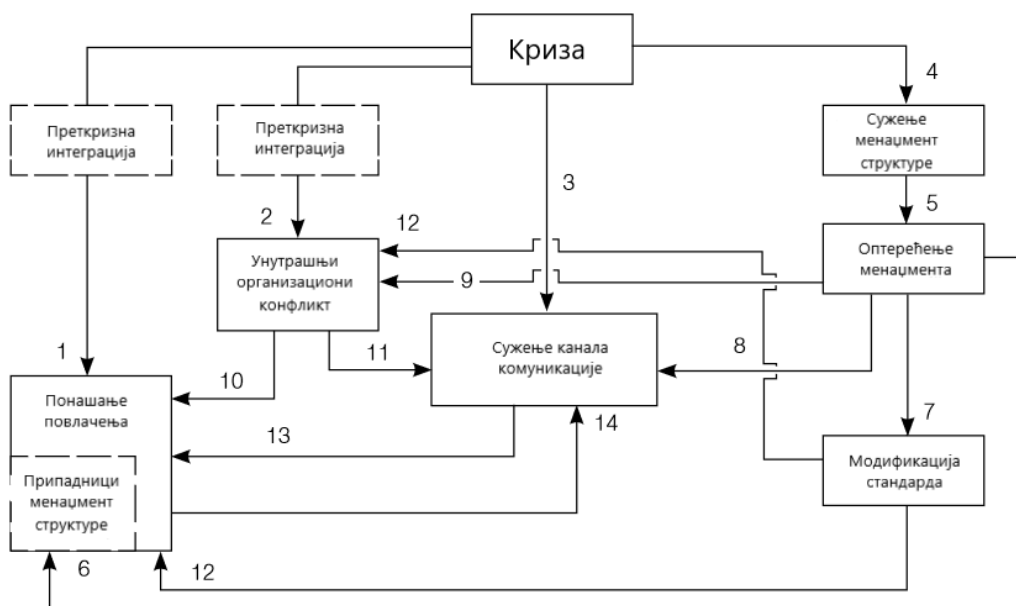 Криза
4
Преткризна
интеграција
Преткризна
интеграција
Сужење
менаџмент
структуре
3
5
2
12
Унутрашњи
организациони
конфликт
9
Оптерећење
менаџмента
Сужење канала
комуникације
1
11
8
10
Понашање
повлачења
13
14
7
Припадници
менаџмент
структуре
Модификација
стандарда
6
12